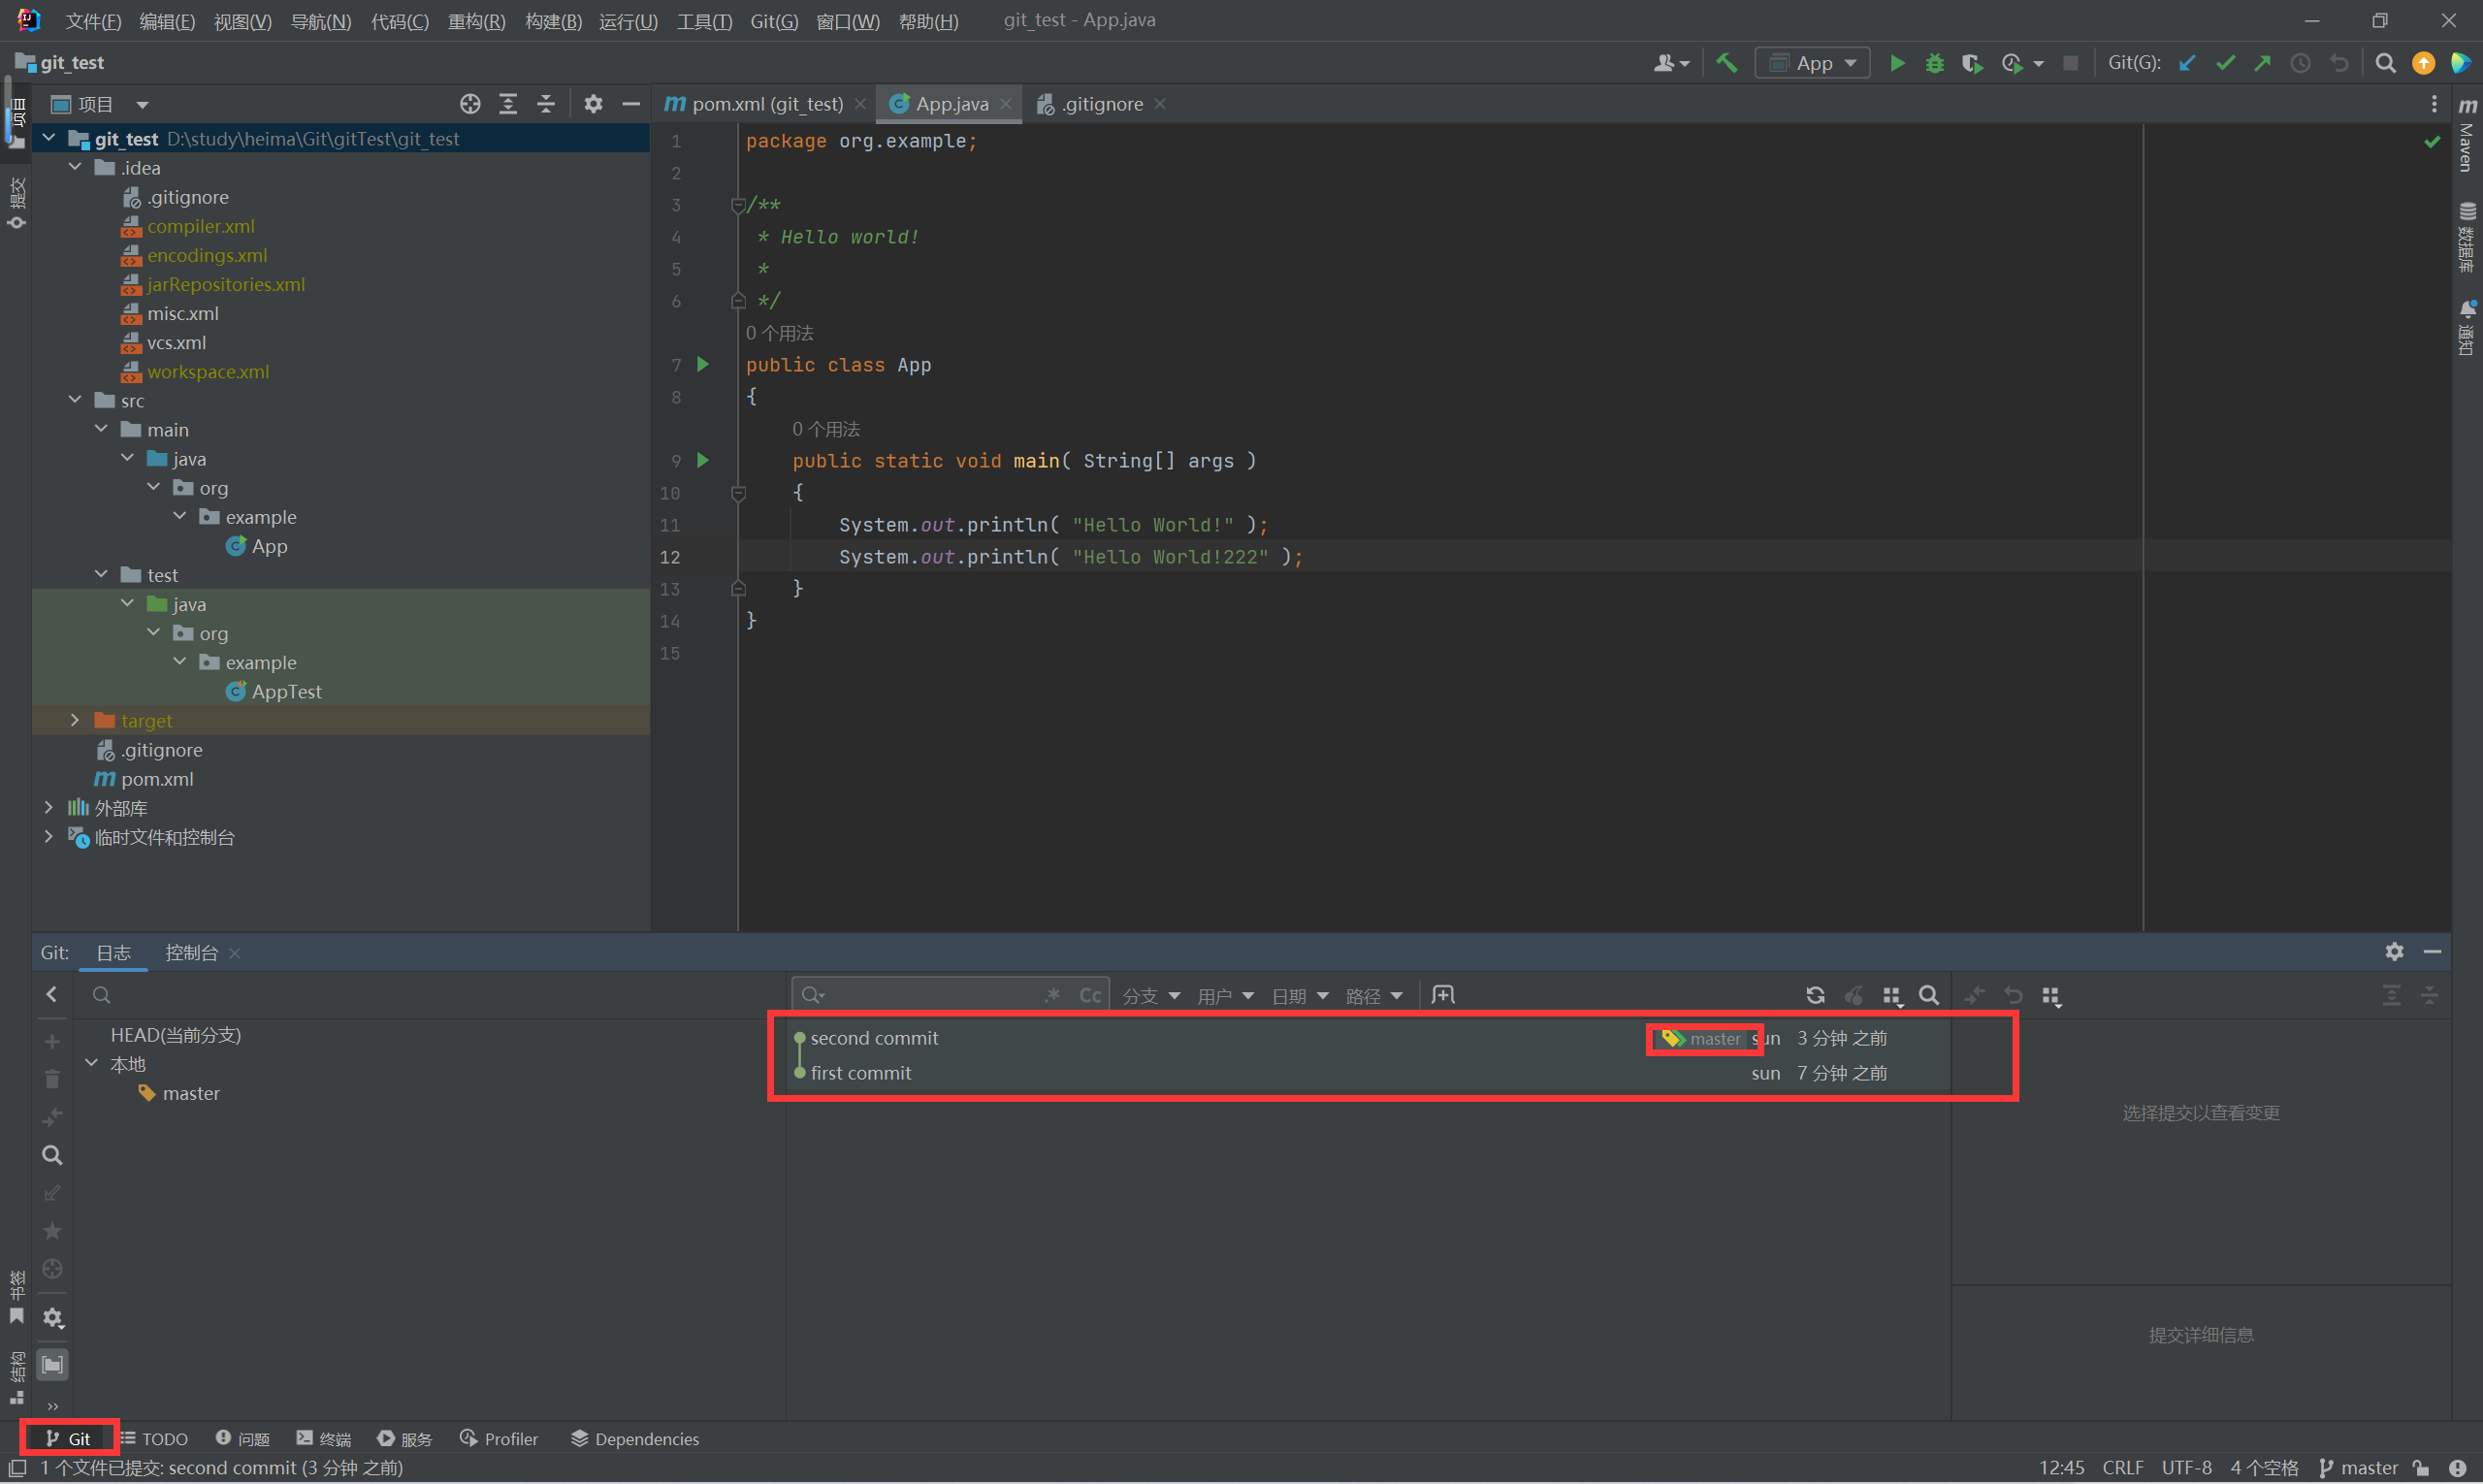 文件(F) 编辑(E) 视图(V) 导航(N) 代码(C) 重构(R) 构建(B) 运行(U) 工具(T) Git(G) 窗口(W) 帮助(H) git_test - App.java
git_test App Git(G):
项目
pom.xml (git_test) App.java .gitignore
git_test D:\study\heima\Git\gitTest\git_test
.idea
.gitignore
compiler.xml
encodings.xml
jarRepositories.xml
misc.xml
vcs.xml
workspace.xml
src
main
java
org
example
App
test
java
org
example
AppTest
target
.gitignore
pom.xml
外部库
临时文件和控制台
1 package org.example;
2
3 /**
4 * Hello world!
5 *
6 */
0 个用法
7 public class App
8 {
0 个用法
9 public static void main( String[] args )
10 {
11 System.out.println( "Hello World!" );
12 System.out.println( "Hello World!222" );
13 }
14 }
15
项目
提交
书签
结构
Maven
数据库
通知
Git: 日志 控制台
.* Cc 分支 用户 日期 路径
HEAD(当前分支)
本地
master
second commit master sun 3 分钟 之前
first commit sun 7 分钟 之前
选择提交以查看变更
提交详细信息
Git TODO 问题 终端 服务 Profiler Dependencies
1 个文件已提交: second commit (3 分钟 之前) 12:45 CRLF UTF-8 4 个空格 master